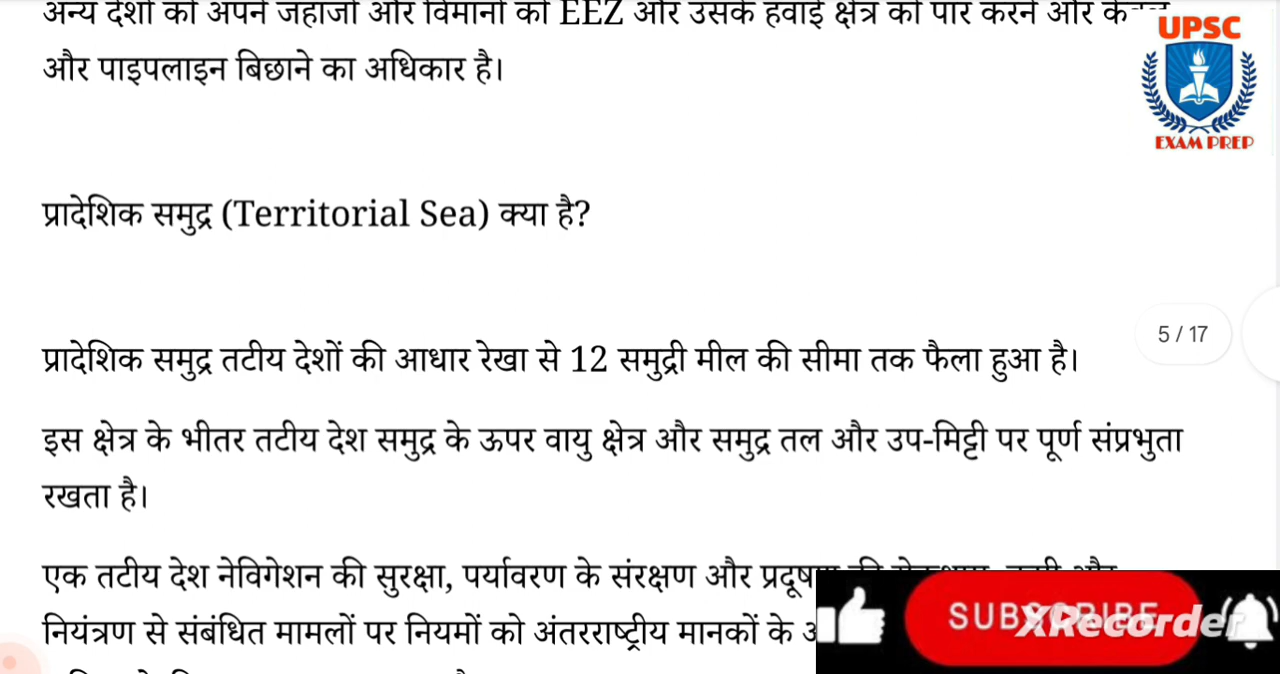 अन्य देशों को अपने जहाजों और विमानों को EEZ और उसके हवाई क्षेत्र को पार करने और केबल
और पाइपलाइन बिछाने का अधिकार है।
UPSC
EXAM PREP
प्रादेशिक समुद्र (Territorial Sea) क्या है?
5 / 17
प्रादेशिक समुद्र तटीय देशों की आधार रेखा से 12 समुद्री मील की सीमा तक फैला हुआ है।
इस क्षेत्र के भीतर तटीय देश समुद्र के ऊपर वायु क्षेत्र और समुद्र तल और उप-मिट्टी पर पूर्ण संप्रभुता
रखता है।
एक तटीय देश नेविगेशन की सुरक्षा, पर्यावरण के संरक्षण और
नियंत्रण से संबंधित मामलों पर नियमों को अंतरराष्ट्रीय मानकों के
SUBSCRIBE
XRecorder